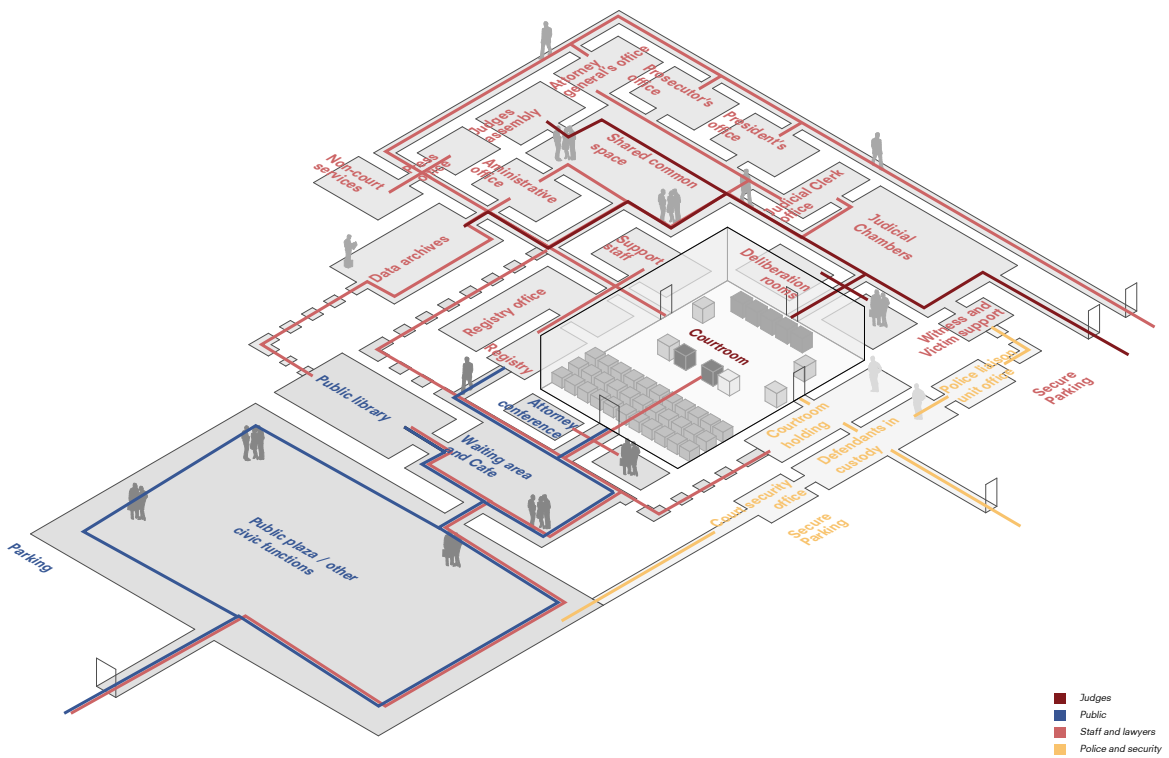 Attorney
general's office
Prosecutor's
office
President's
office
Judges
assembly
Shared common
space
Press
office
Non-court
services
Aministrative
office
Judicial Clerk
office
Judicial
Chambers
Data archives
Support
staff
Deliberation
rooms
Registry office
Registry
Courtroom
Witness and
Victim support
Police liaison
unit office
Secure
Parking
Public library
Attorney
conference
Waiting area
and Cafe
Courtroom
holding
Defendants in
custody
Court security
office
Secure
Parking
Public plaza / other
civic functions
Parking
Judges
Public
Staff and lawyers
Police and security